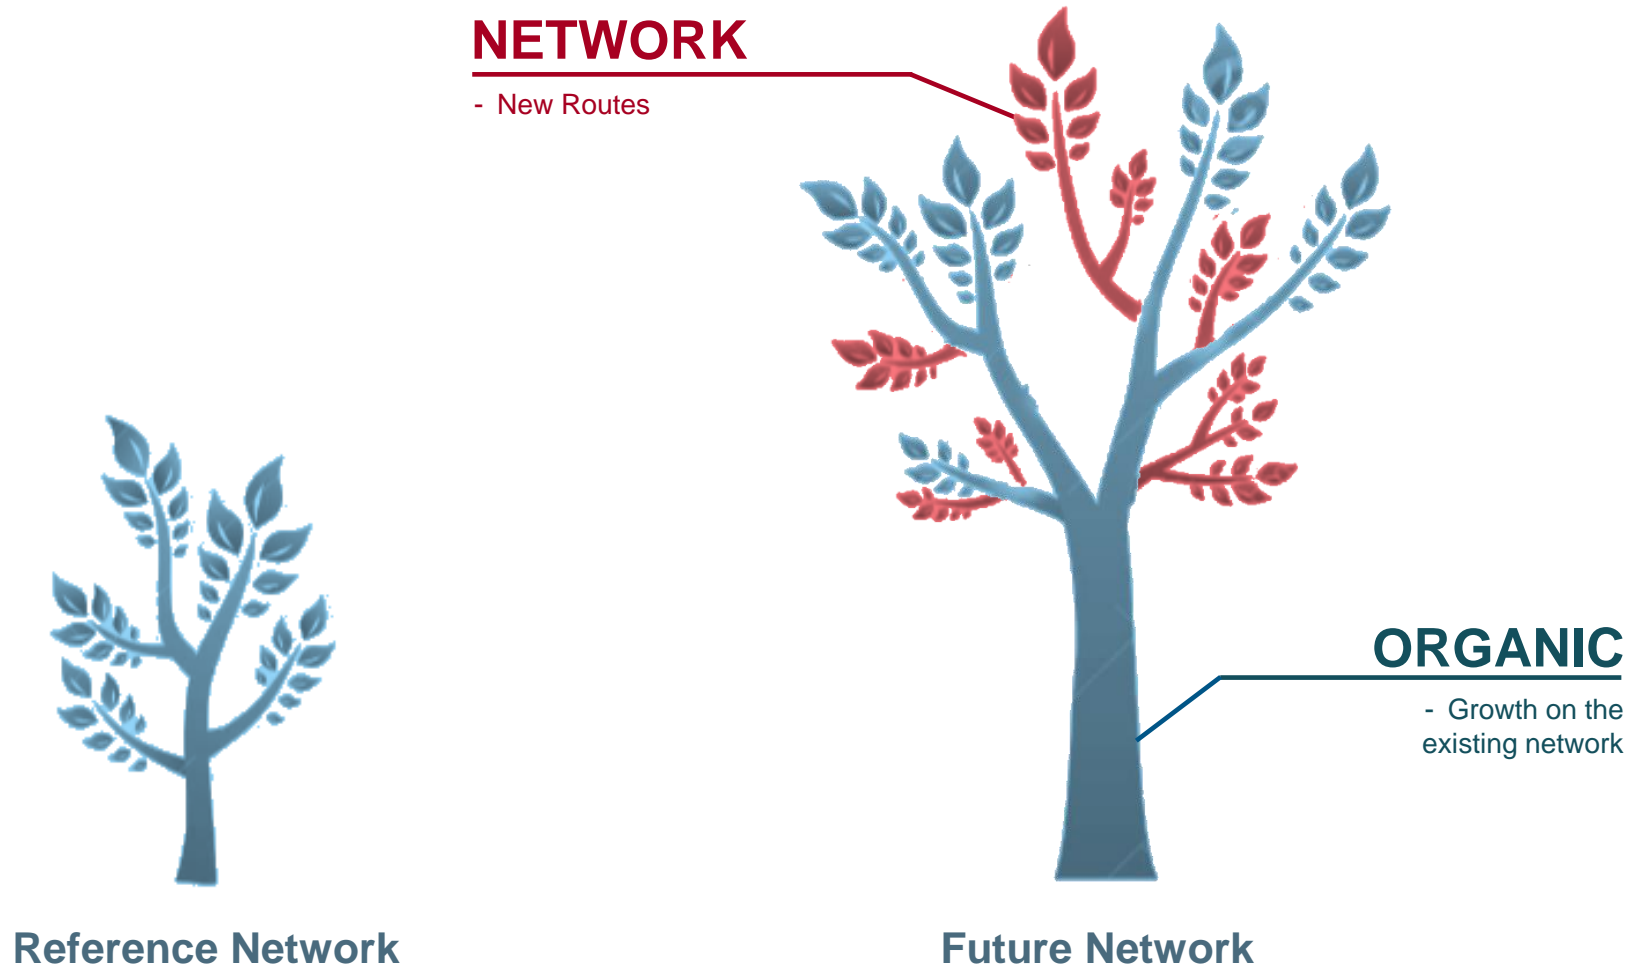 NETWORK
- New Routes
ORGANIC
- Growth on the
existing network
Reference Network
Future Network